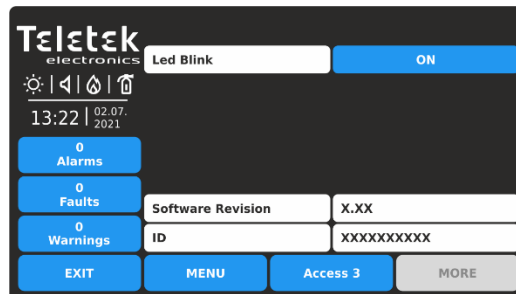 Teletek
electronics
Led Blink
ON
13:22 02.07.
2021
0
Alarms
0
Faults
0
Warnings
Software Revision
X.XX
ID
XXXXXXXXXX
EXIT
MENU
Access 3
MORE